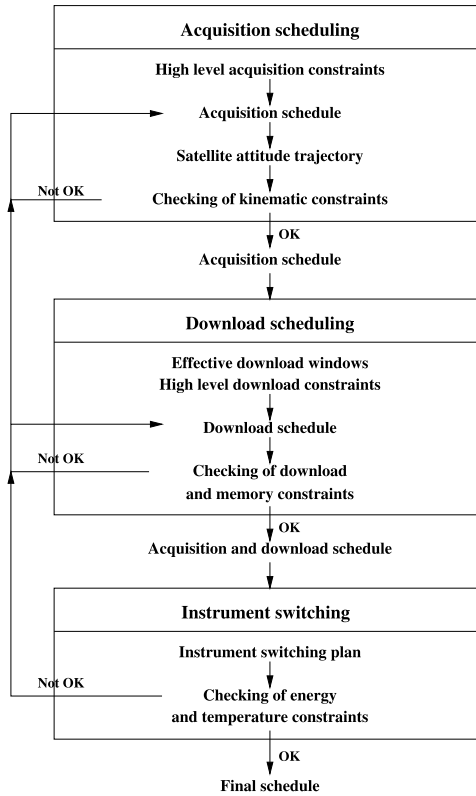 Acquisition scheduling
High level acquisition constraints
Acquisition schedule
Satellite attitude trajectory
Not OK
Checking of kinematic constraints
OK
Acquisition schedule
Download scheduling
Effective download windows
High level download constraints
Download schedule
Not OK
Checking of download
and memory constraints
OK
Acquisition and download schedule
Instrument switching
Instrument switching plan
Not OK
Checking of energy
and temperature constraints
OK
Final schedule